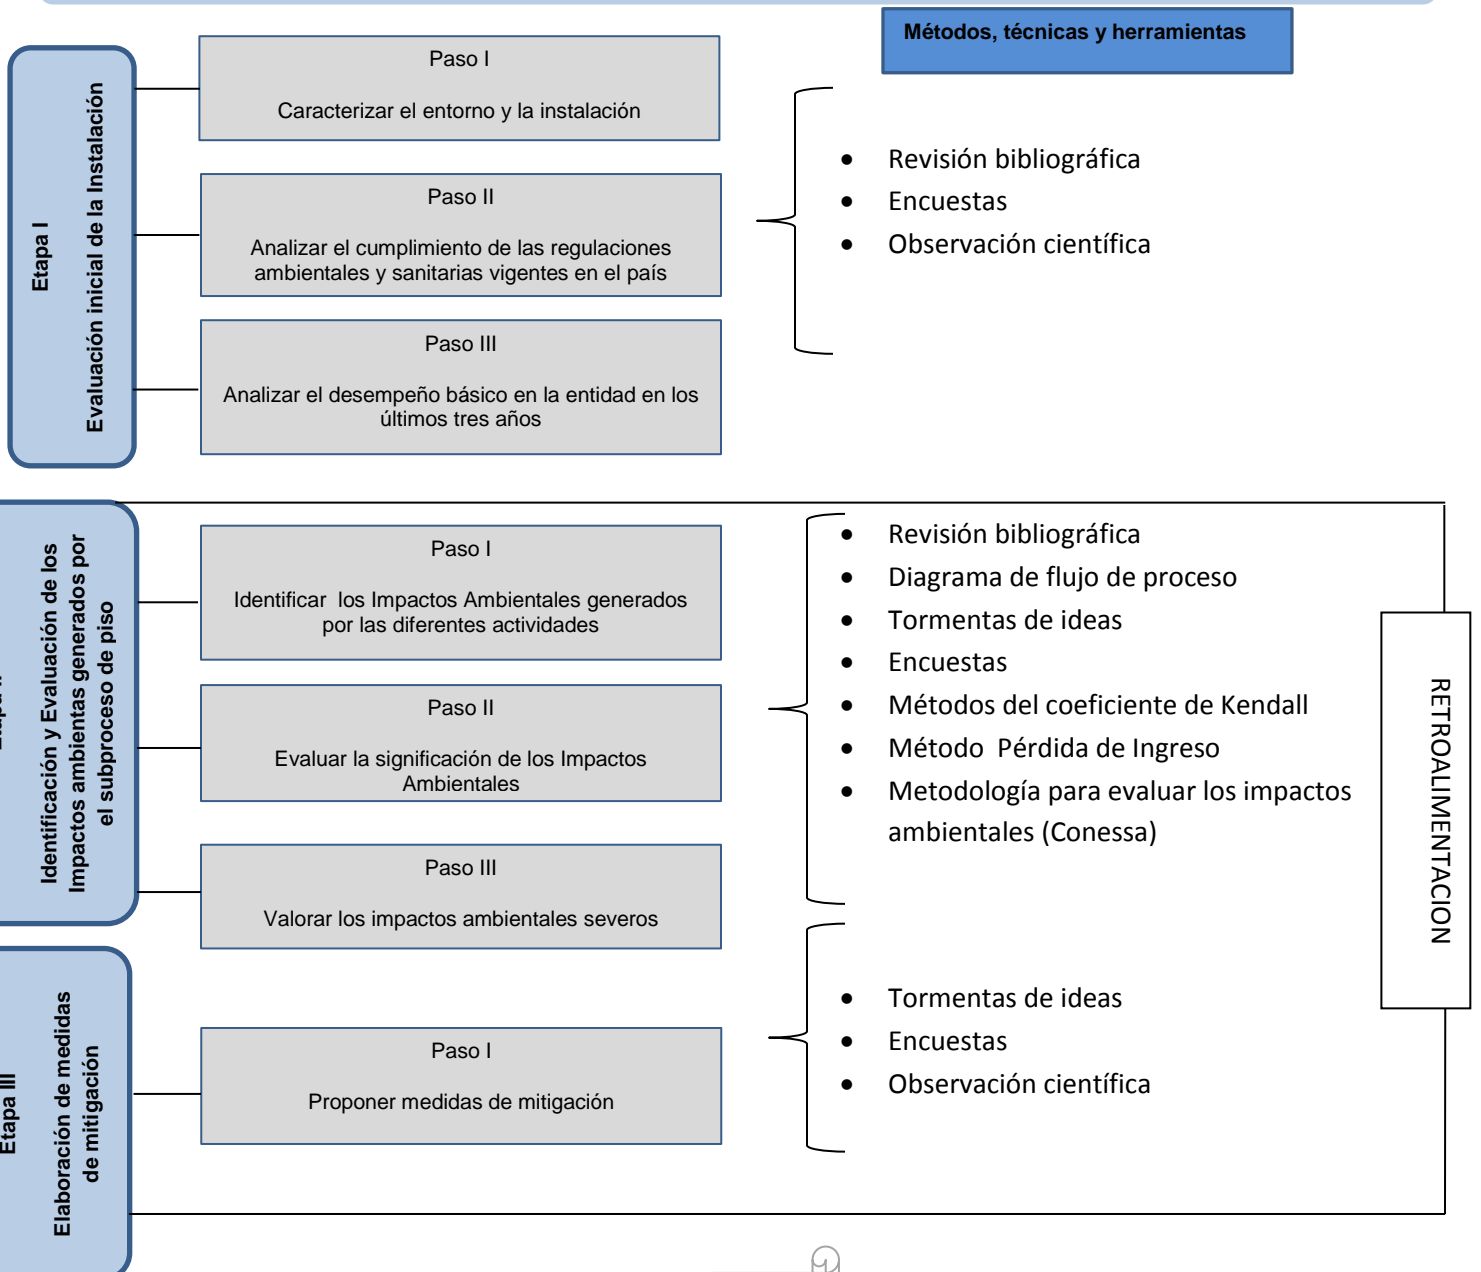 Métodos, técnicas y herramientas
Etapa I
Evaluación inicial de la Instalación
Paso I
Caracterizar el entorno y la instalación
Paso II
Analizar el cumplimiento de las regulaciones
ambientales y sanitarias vigentes en el país
Paso III
Analizar el desempeño básico en la entidad en los
últimos tres años
• Revisión bibliográfica
• Encuestas
• Observación científica
Identificación y Evaluación de los
Impactos ambientas generados por
el subproceso de piso
Paso I
Identificar los Impactos Ambientales generados
por las diferentes actividades
Paso II
Evaluar la significación de los Impactos
Ambientales
Paso III
Valorar los impactos ambientales severos
• Revisión bibliográfica
• Diagrama de flujo de proceso
• Tormentas de ideas
• Encuestas
• Métodos del coeficiente de Kendall
• Método Pérdida de Ingreso
• Metodología para evaluar los impactos
ambientales (Conessa)
RETROALIMENTACION
Etapa III
Elaboración de medidas
de mitigación
Paso I
Proponer medidas de mitigación
• Tormentas de ideas
• Encuestas
• Observación científica